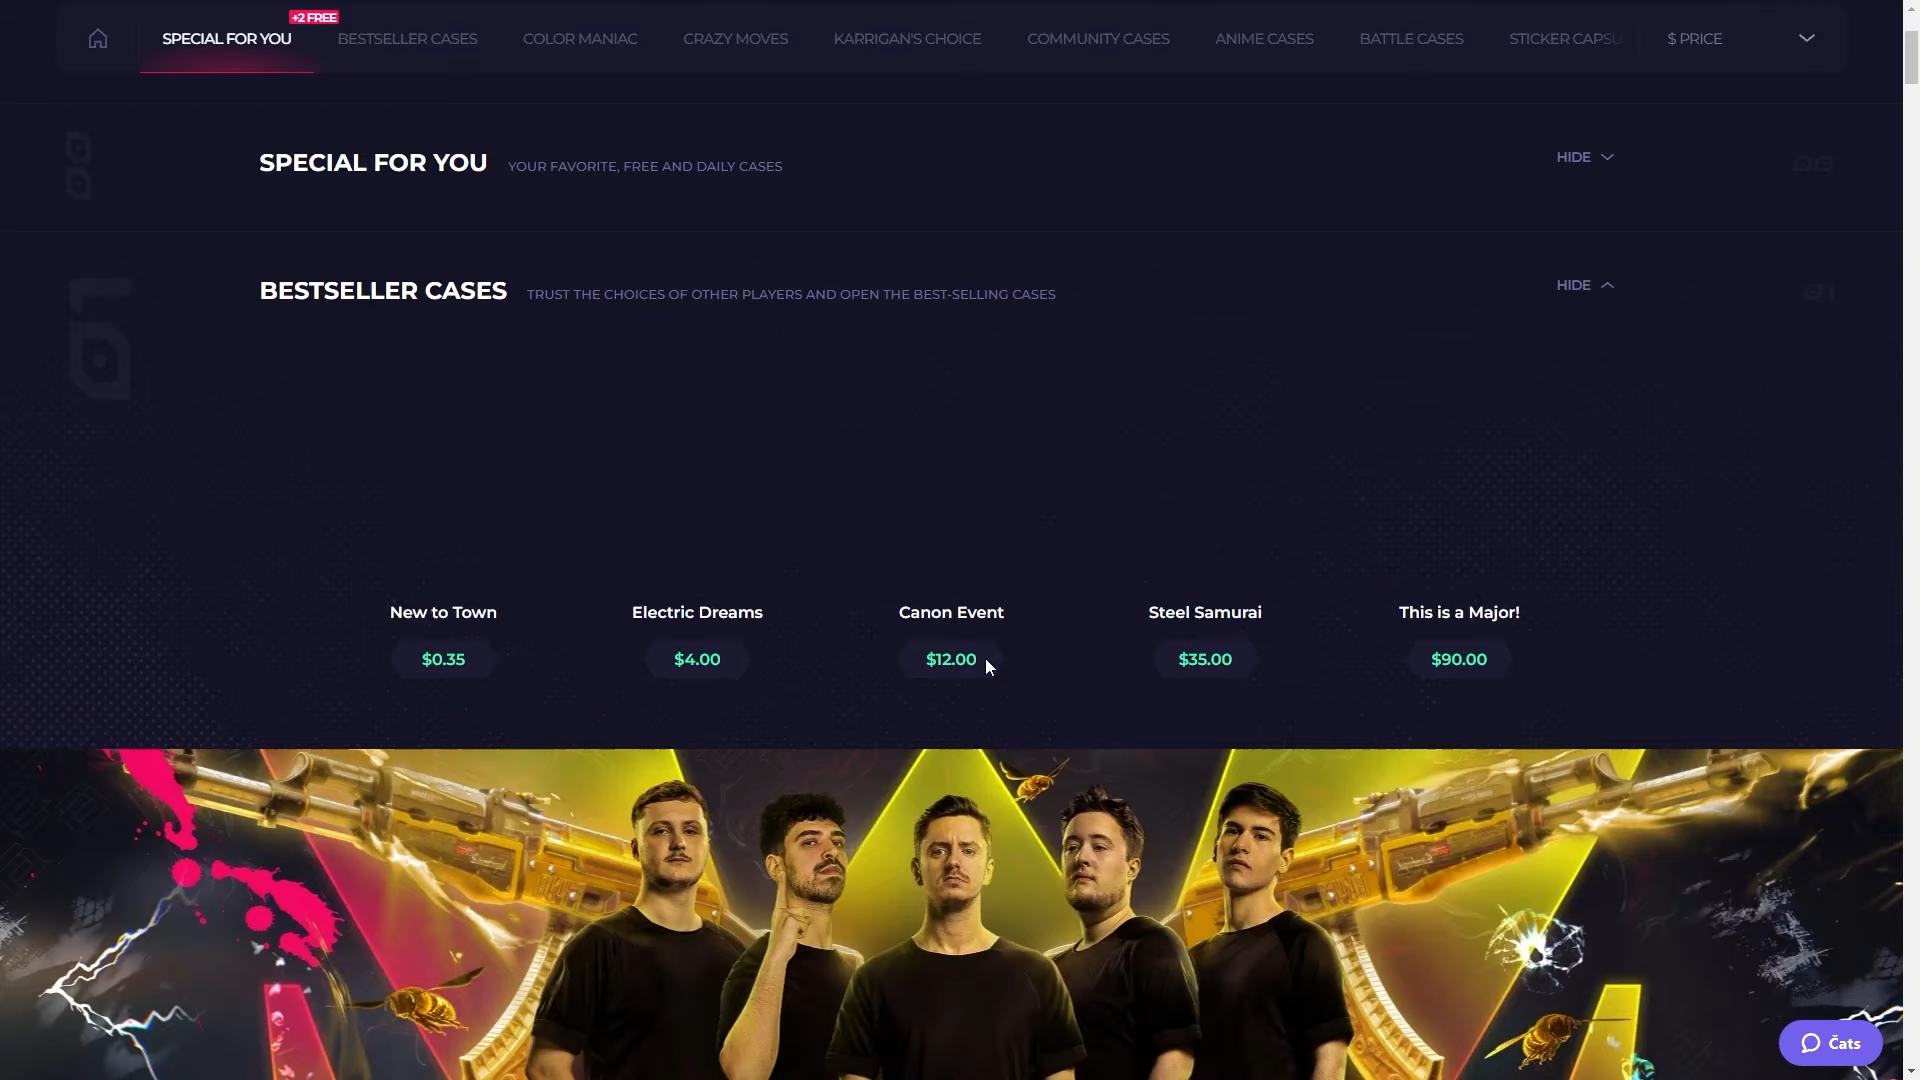 +2 FREE
SPECIAL FOR YOU
BESTSELLER CASES
COLOR MANIAC
CRAZY MOVES
KARRIGAN'S CHOICE
COMMUNITY CASES
ANIME CASES
BATTLE CASES
STICKER CAPSU
$ PRICE
SPECIAL FOR YOU
YOUR FAVORITE, FREE AND DAILY CASES
HIDE
BESTSELLER CASES
TRUST THE CHOICES OF OTHER PLAYERS AND OPEN THE BEST-SELLING CASES
HIDE
01
New to Town
Electric Dreams
Canon Event
Steel Samurai
This is a Major!
$0.35
$4.00
$12.00
$35.00
$90.00
Čats